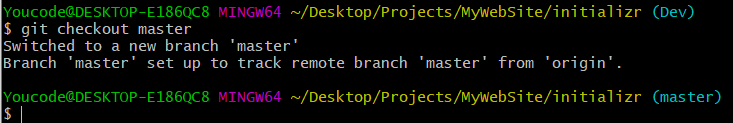 Youcode@DESKTOP-E186QC8 MINGW64 ~/Desktop/Projects/MyWebSite/initializr (Dev)
$ git checkout master
Switched to a new branch 'master'
Branch 'master' set up to track remote branch 'master' from 'origin'.
Youcode@DESKTOP-E186QC8 MINGW64 ~/Desktop/Projects/MyWebSite/initializr (master)
$